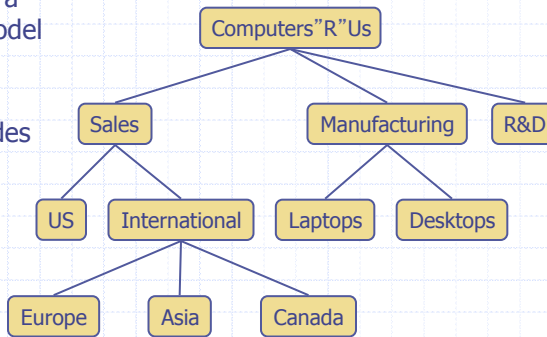 Computers”R”Us
Sales
Manufacturing
R&D
US
International
Laptops
Desktops
Europe
Asia
Canada